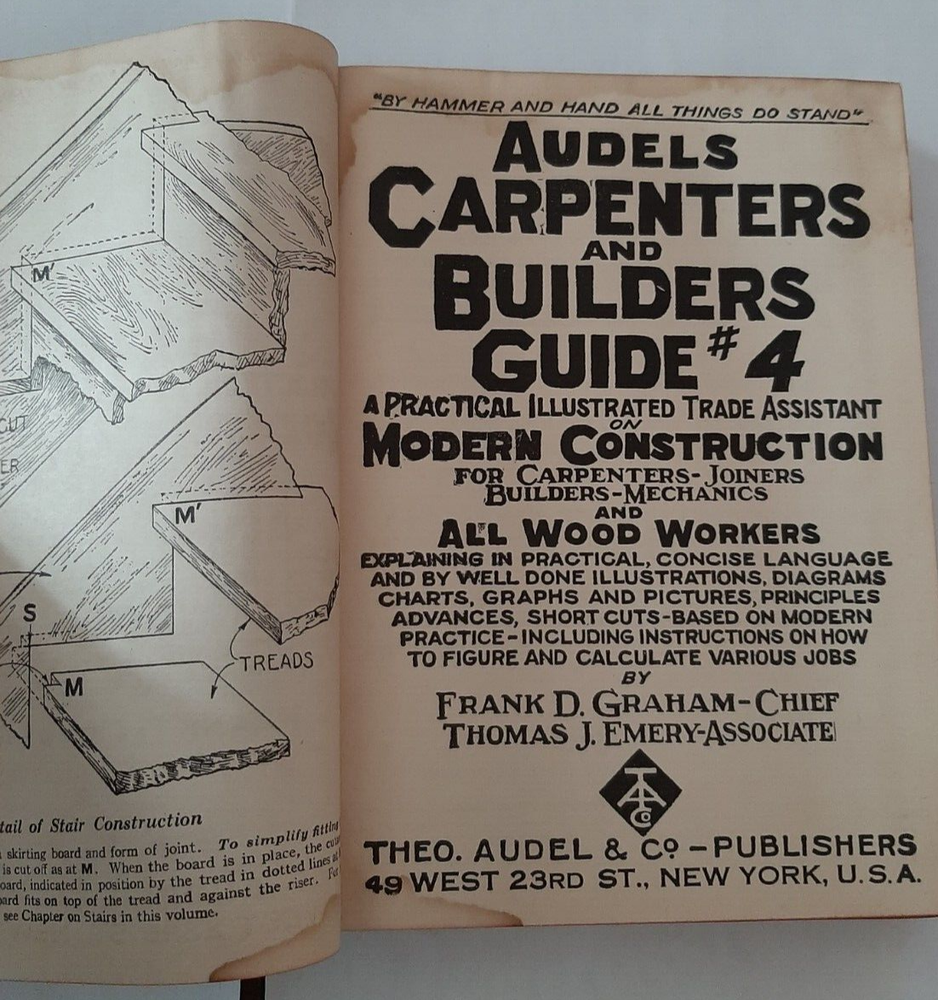 M'
CUT
M'
S
TREADS
M
tail of Stair Construction
skirting board and form of joint. To simplify fitting
is cut off as at M. When the board is in place, the
oard, indicated in position by the tread in dotted lines
ard fits on top of the tread and against the riser.
see Chapter on Stairs in this volume.
"BY HAMMER AND HAND ALL THINGS DO STAND"
AUDELS
CARPENTERS
AND
BUILDERS
GUIDE #4
A PRACTICAL ILLUSTRATED TRADE ASSISTANT
ON
MODERN CONSTRUCTION
FOR CARPENTERS-JOINERS
BUILDERS-MECHANICS
AND
ALL WOOD WORKERS
EXPLAINING IN PRACTICAL, CONCISE LANGUAGE
AND BY WELL DONE ILLUSTRATIONS, DIAGRAMS
CHARTS, GRAPHS AND PICTURES, PRINCIPLES
ADVANCES, SHORT CUTS-BASED ON MODERN
PRACTICE-INCLUDING INSTRUCTIONS ON HOW
TO FIGURE AND CALCULATE VARIOUS JOBS
BY
FRANK D. GRAHAM-CHIEF
THOMAS J. EMERY-ASSOCIATE
TA Co
THEO. AUDEL & Co - PUBLISHERS
49 WEST 23RD ST., NEW YORK, U.S.A.